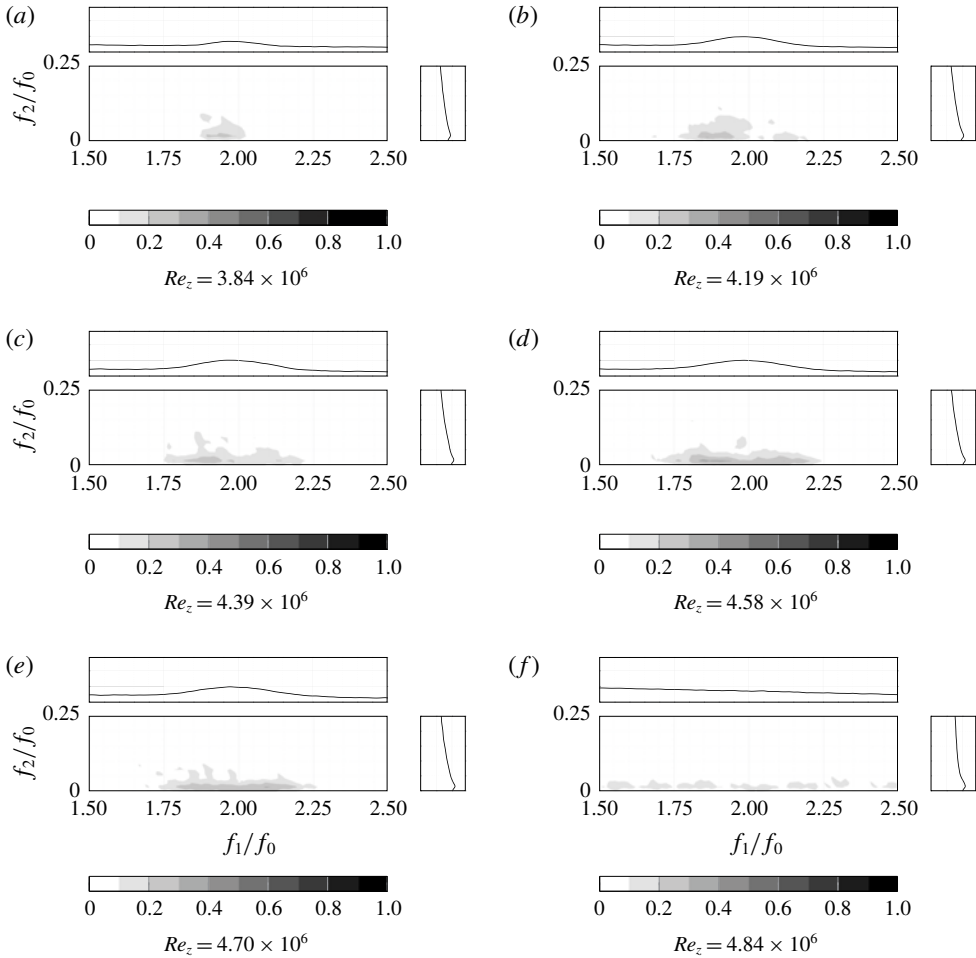 (a)
f2/f0
0.25
0
1.50 1.75 2.00 2.25 2.50
0 0.2 0.4 0.6 0.8 1.0
Re_z = 3.84 × 10^6
(b)
0.25
0
1.50 1.75 2.00 2.25 2.50
0 0.2 0.4 0.6 0.8 1.0
Re_z = 4.19 × 10^6
(c)
f2/f0
0.25
0
1.50 1.75 2.00 2.25 2.50
0 0.2 0.4 0.6 0.8 1.0
Re_z = 4.39 × 10^6
(d)
0.25
0
1.50 1.75 2.00 2.25 2.50
0 0.2 0.4 0.6 0.8 1.0
Re_z = 4.58 × 10^6
(e)
f2/f0
0.25
0
1.50 1.75 2.00 2.25 2.50
f1/f0
0 0.2 0.4 0.6 0.8 1.0
Re_z = 4.70 × 10^6
(f)
0.25
0
1.50 1.75 2.00 2.25 2.50
f1/f0
0 0.2 0.4 0.6 0.8 1.0
Re_z = 4.84 × 10^6